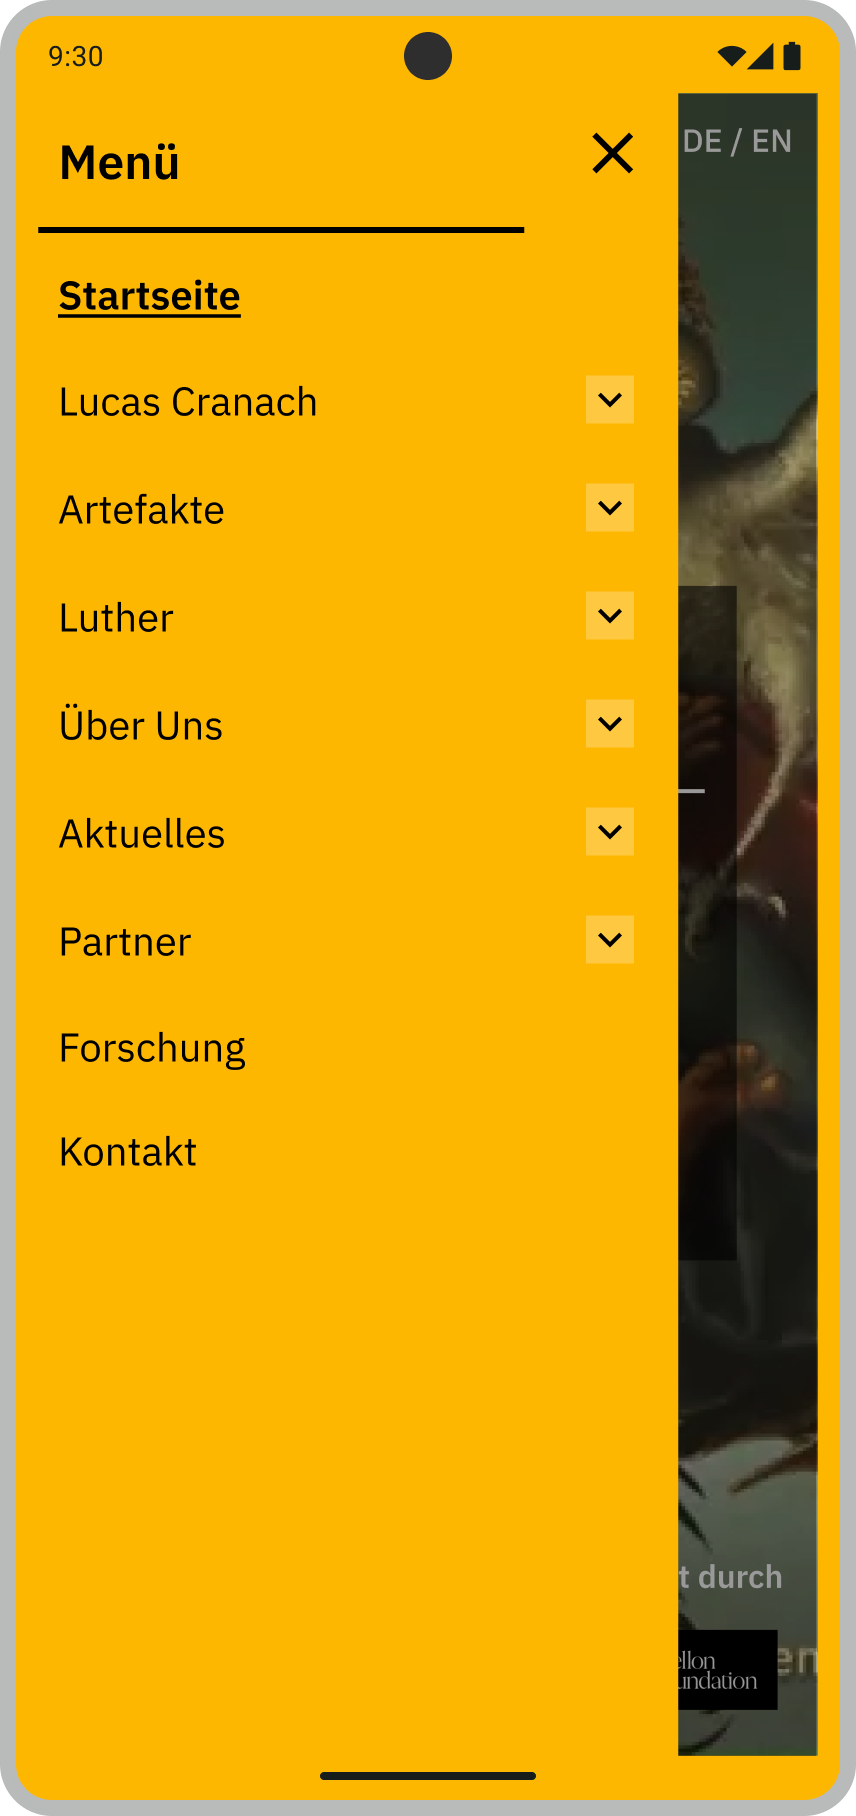 9:30
DE / EN
Menü
Startseite
Lucas Cranach
Artefakte
Luther
Über Uns
Aktuelles
Partner
Forschung
Kontakt
durch